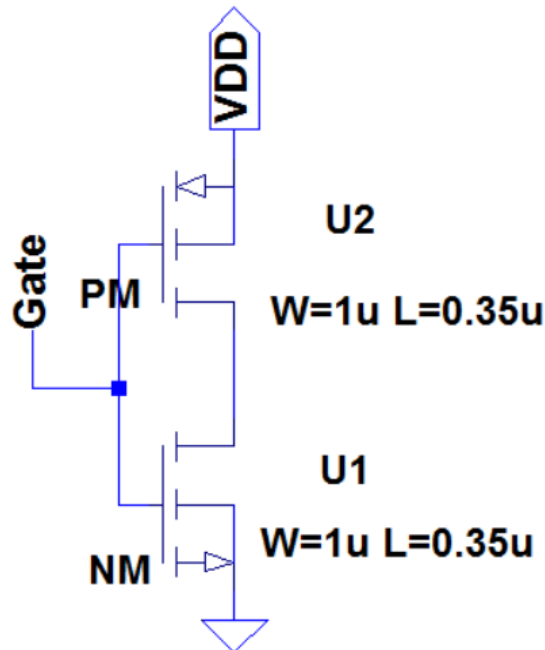 VDD
U2
Gate
PM
W=1u L=0.35u
U1
W=1u L=0.35u
NM